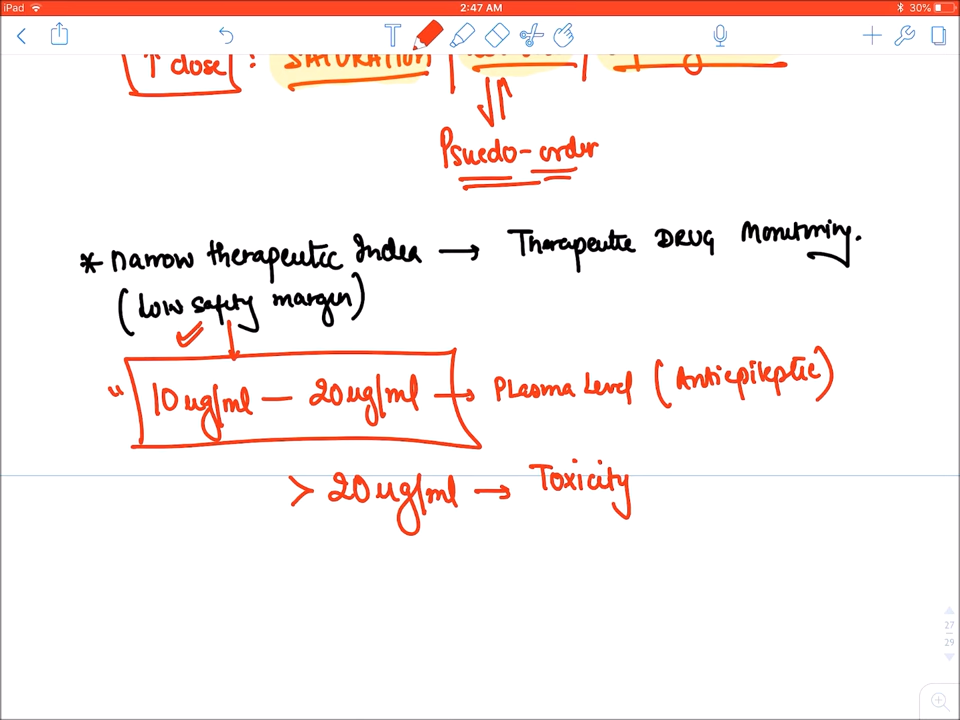 iPad 2:47 AM 30%
T
↑ dose : SATURATION
Psuedo-order
* Narrow therapeutic Index → Therapeutic DRUG Monitoring.
(Low safety margin)
" 10 ug/ml — 20 ug/ml → Plasma Level (Antiepileptic)
> 20 ug/ml → Toxicity
27
29